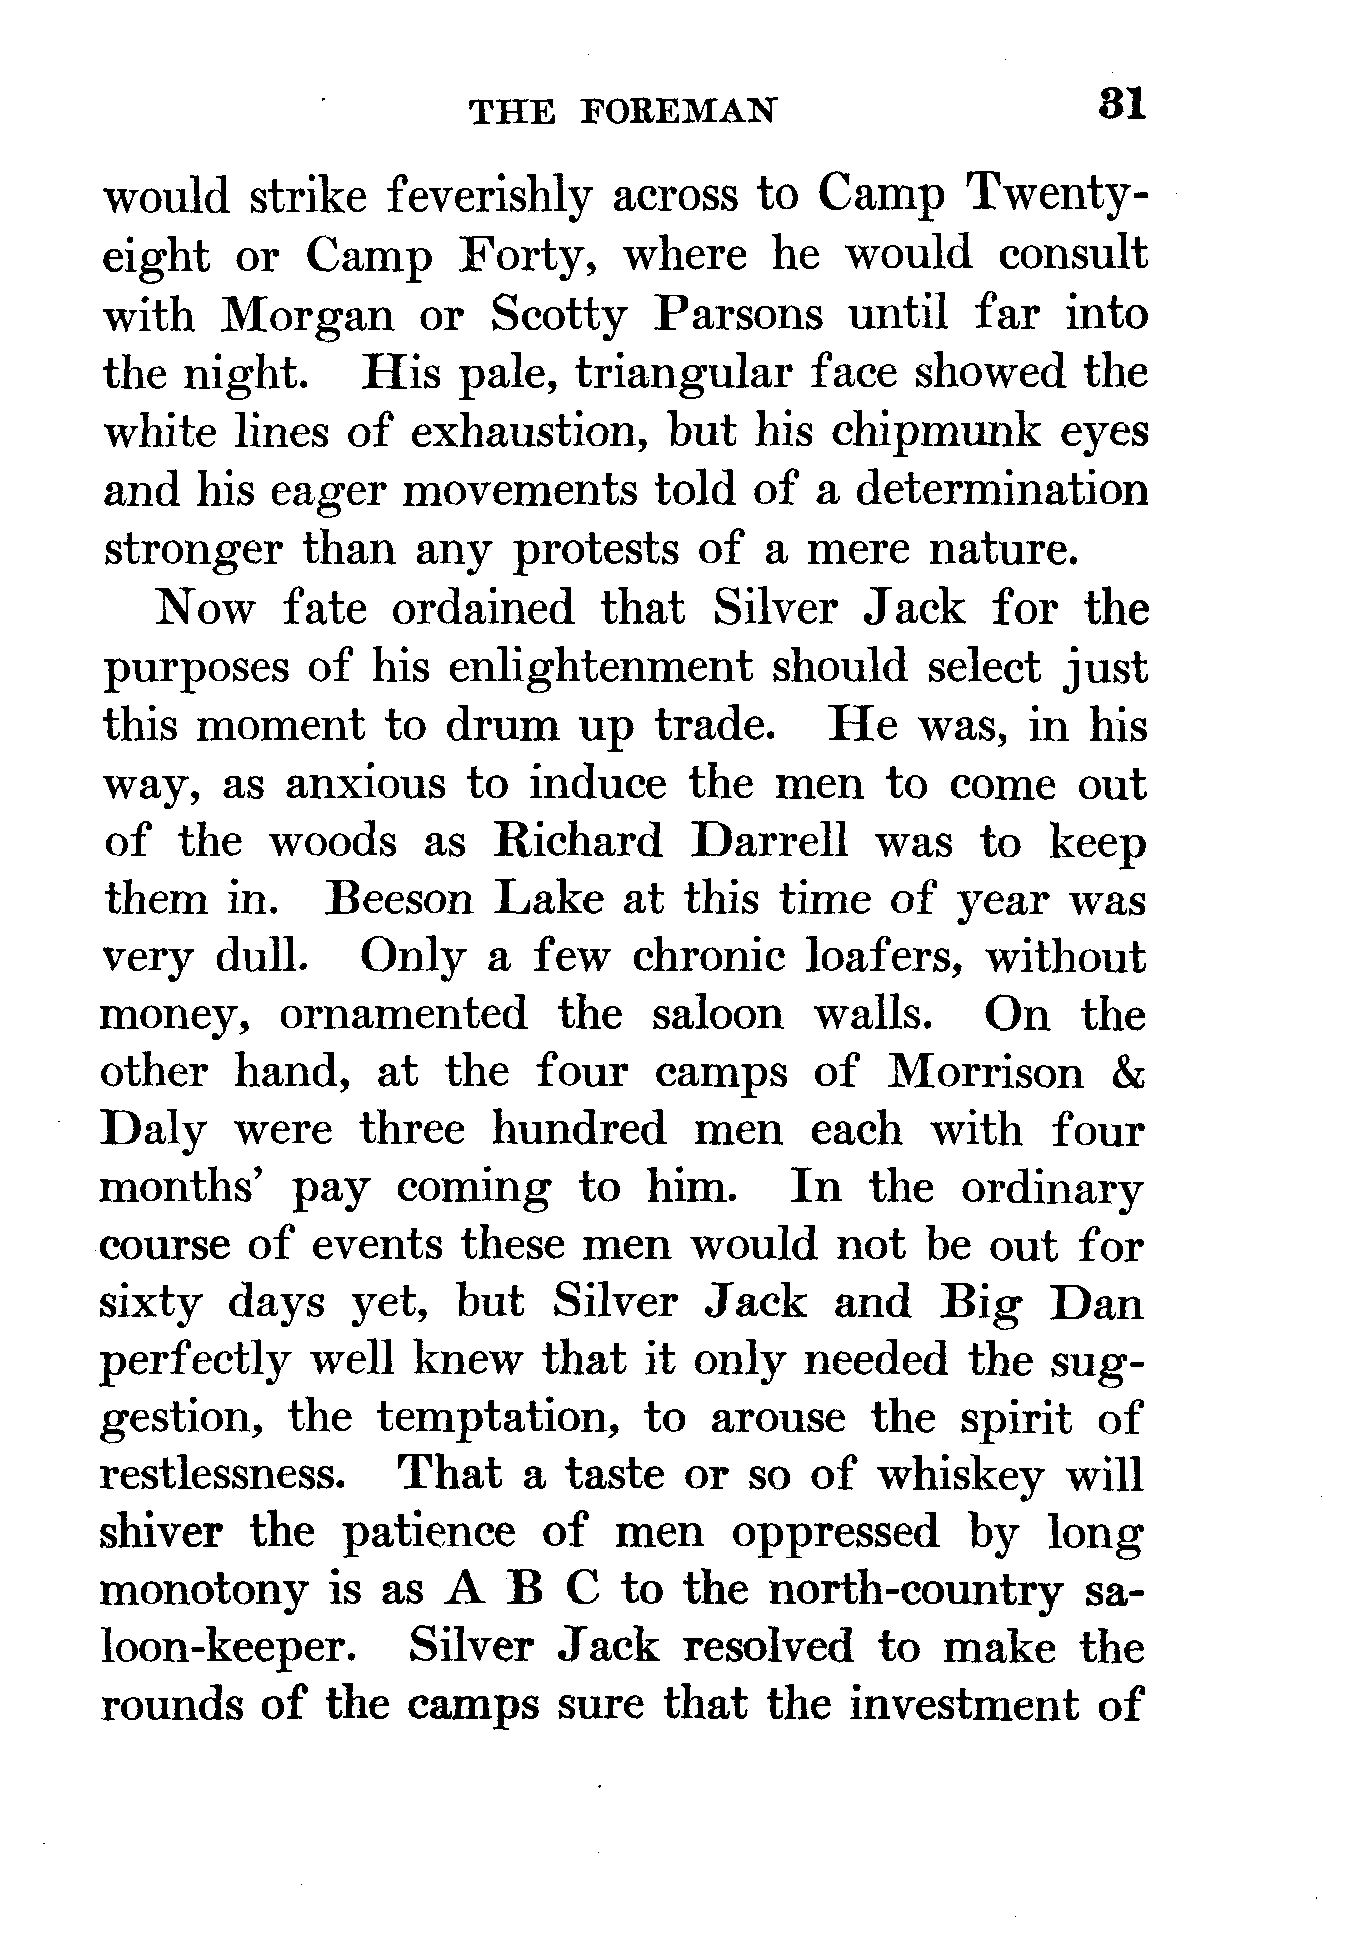 THE FOREMAN 31
would strike feverishly across to Camp Twenty-
eight or Camp Forty, where he would consult
with Morgan or Scotty Parsons until far into
the night. His pale, triangular face showed the
white lines of exhaustion, but his chipmunk eyes
and his eager movements told of a determination
stronger than any protests of a mere nature.
Now fate ordained that Silver Jack for the
purposes of his enlightenment should select just
this moment to drum up trade. He was, in his
way, as anxious to induce the men to come out
of the woods as Richard Darrell was to keep
them in. Beeson Lake at this time of year was
very dull. Only a few chronic loafers, without
money, ornamented the saloon walls. On the
other hand, at the four camps of Morrison &
Daly were three hundred men each with four
months' pay coming to him. In the ordinary
course of events these men would not be out for
sixty days yet, but Silver Jack and Big Dan
perfectly well knew that it only needed the sug-
gestion, the temptation, to arouse the spirit of
restlessness. That a taste or so of whiskey will
shiver the patience of men oppressed by long
monotony is as A B C to the north-country sa-
loon-keeper. Silver Jack resolved to make the
rounds of the camps sure that the investment of